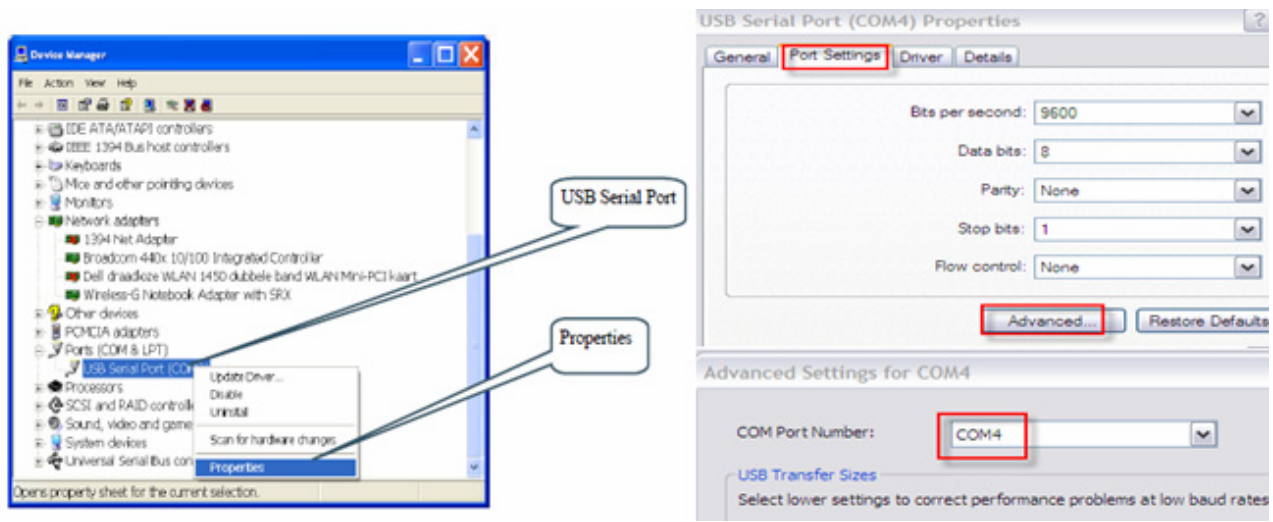 Device Manager
File Action View Help
IDE ATA/ATAPI controllers
IEEE 1394 Bus host controllers
Keyboards
Mice and other pointing devices
Monitors
Network adapters
1394 Net Adapter
Broadcom 440x 10/100 Integrated Controller
Dell draadloze WLAN 1450 dubbele band WLAN Mini-PCI kaart
Wireless-G Notebook Adapter with SRX
Other devices
PCMCIA adapters
Ports (COM & LPT)
USB Serial Port (COM
Processors
SCSI and RAID controlle
Sound, video and game
System devices
Universal Serial Bus con
Update Driver...
Disable
Uninstall
Scan for hardware changes
Properties
Opens property sheet for the current selection.
USB Serial Port
Properties
USB Serial Port (COM4) Properties
?
General Port Settings Driver Details
Bits per second: 9600
Data bits: 8
Parity: None
Stop bits: 1
Flow control: None
Advanced... Restore Defaults
Advanced Settings for COM4
COM Port Number: COM4
USB Transfer Sizes
Select lower settings to correct performance problems at low baud rates